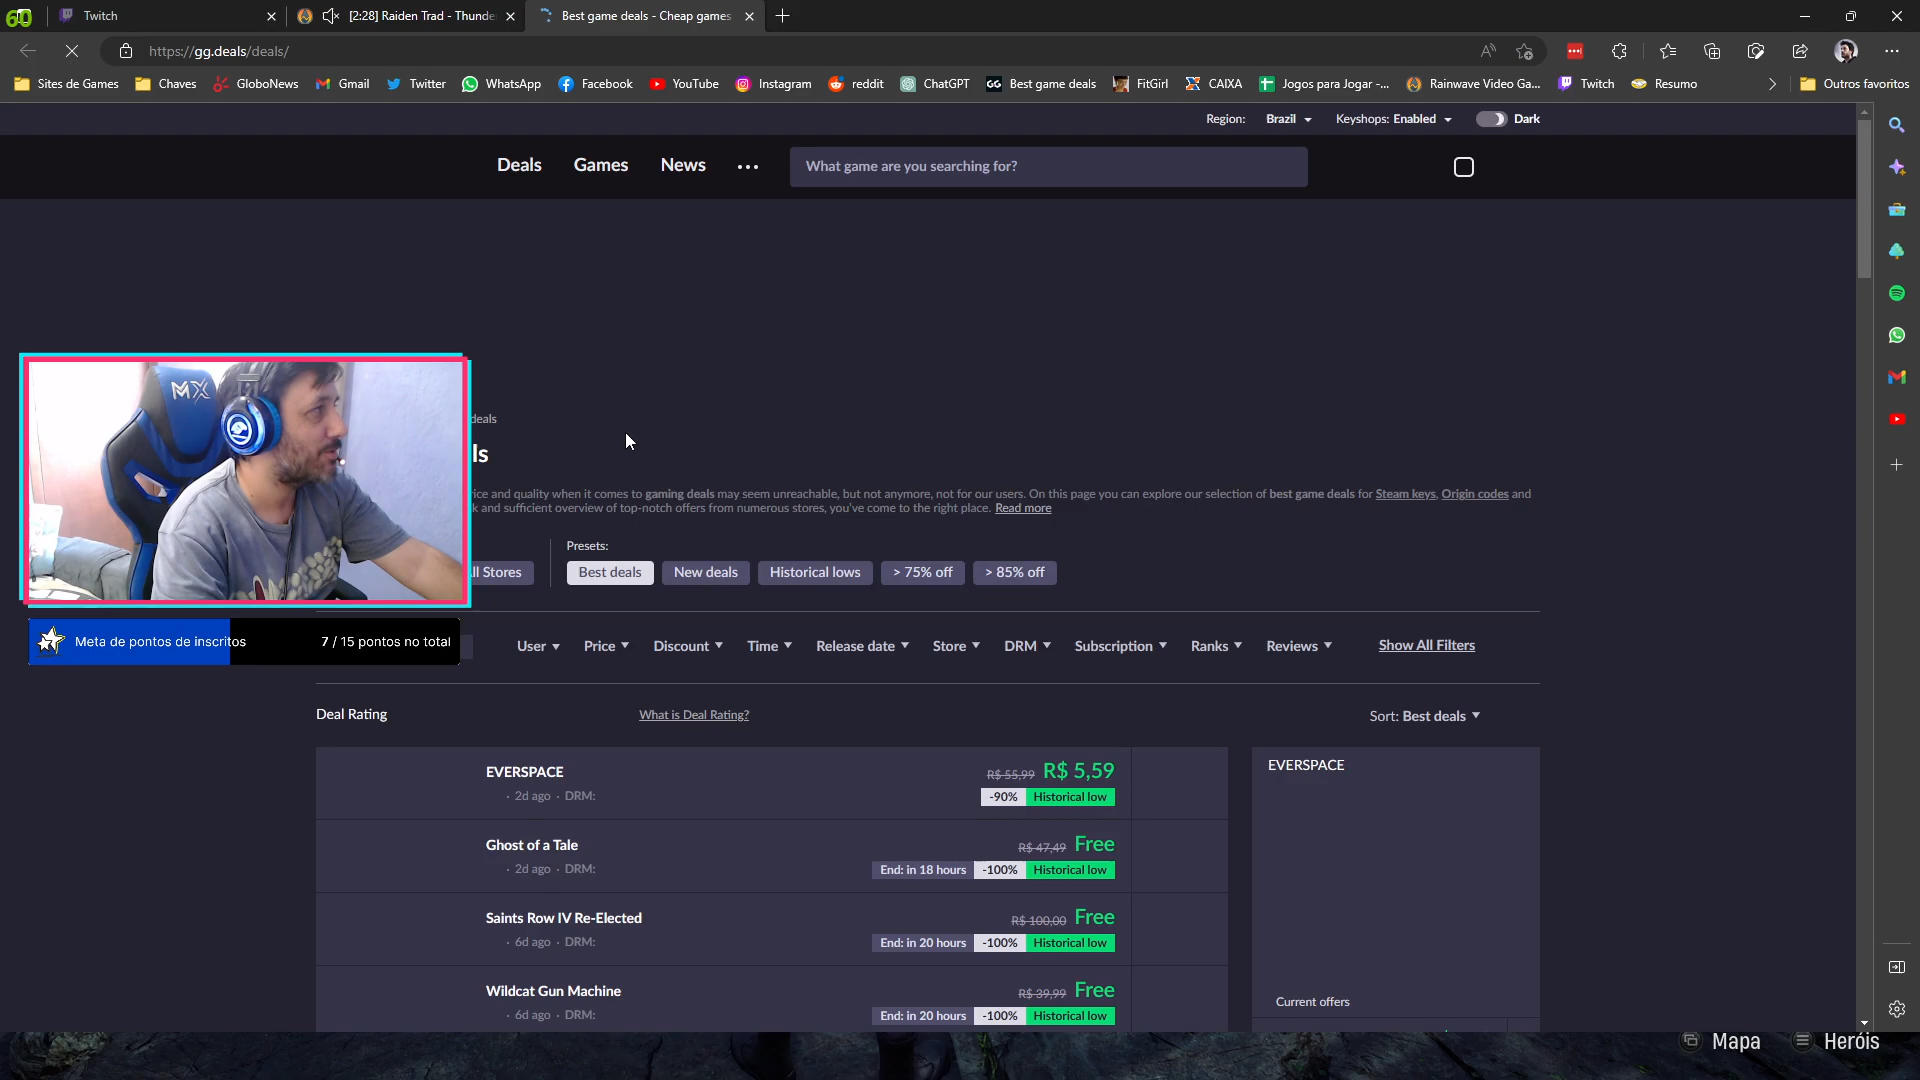 60
Twitch
[2:28] Raiden Trad - Thunde
Best game deals - Cheap games
https://gg.deals/deals/
Sites de Games
Chaves
GloboNews
Gmail
Twitter
WhatsApp
Facebook
YouTube
Instagram
reddit
ChatGPT
Best game deals
FitGirl
CAIXA
Jogos para Jogar -...
Rainwave Video Ga...
Twitch
Resumo
Outros favoritos
Region: Brazil
Keyshops: Enabled
Dark
Deals
Games
News
What game are you searching for?
deals
ls
ice and quality when it comes to gaming deals may seem unreachable, but not anymore, not for our users. On this page you can explore our selection of best game deals for Steam keys, Origin codes and
k and sufficient overview of top-notch offers from numerous stores, you've come to the right place. Read more
MX
Presets:
ll Stores
Best deals
New deals
Historical lows
> 75% off
> 85% off
Meta de pontos de inscritos
7 / 15 pontos no total
User
Price
Discount
Time
Release date
Store
DRM
Subscription
Ranks
Reviews
Show All Filters
Deal Rating
What is Deal Rating?
Sort: Best deals
EVERSPACE
R$ 55,99 R$ 5,59
· 2d ago · DRM:
-90% Historical low
Ghost of a Tale
R$ 47,49 Free
· 2d ago · DRM:
End: in 18 hours -100% Historical low
Saints Row IV Re-Elected
R$ 100,00 Free
· 6d ago · DRM:
End: in 20 hours -100% Historical low
Wildcat Gun Machine
R$ 39,99 Free
· 6d ago · DRM:
End: in 20 hours -100% Historical low
EVERSPACE
Current offers
Mapa
Heróis